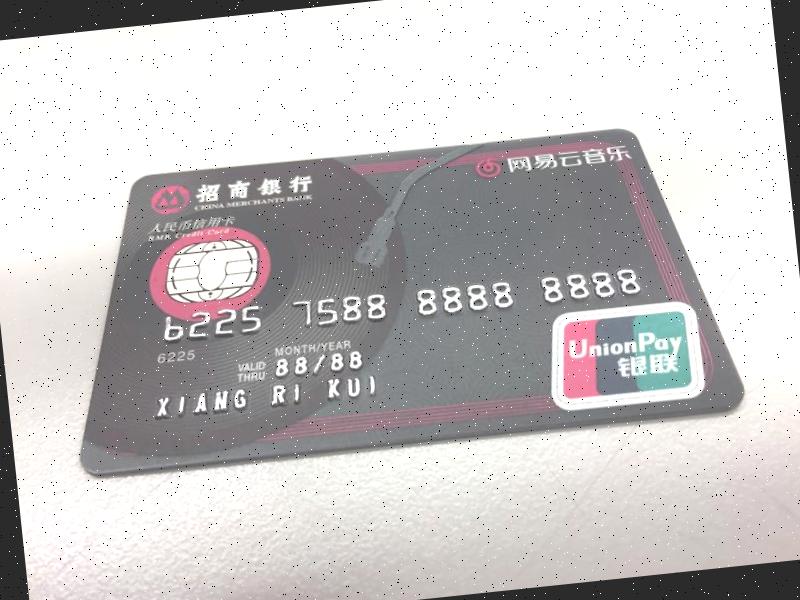 招商银行
CHINA MERCHANTS BANK
网易云音乐
人民币信用卡
RMB Credit Card
6225 7588 8888 8888
6225
MONTH/YEAR
VALID THRU 88/88
XIANG RI KUI
UnionPay
银联